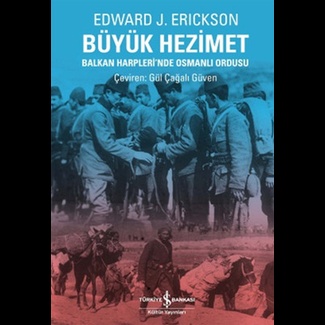 EDWARD J. ERICKSON
BÜYÜK HEZİMET
BALKAN HARPLERİ'NDE OSMANLI ORDUSU
Çeviren: Gül Çağalı Güven
TÜRKİYE İŞ BANKASI
Kültür Yayınları